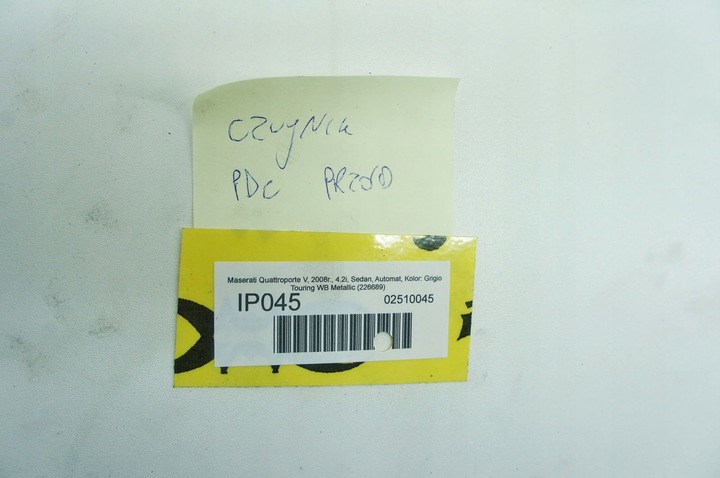 CZUJNIK
PDC PRZÓD
Maserati Quattroporte V, 2008r., 4.2i, Sedan, Automat, Kolor: Grigio
Touring WB Metallic (226689)
IP045 02510045